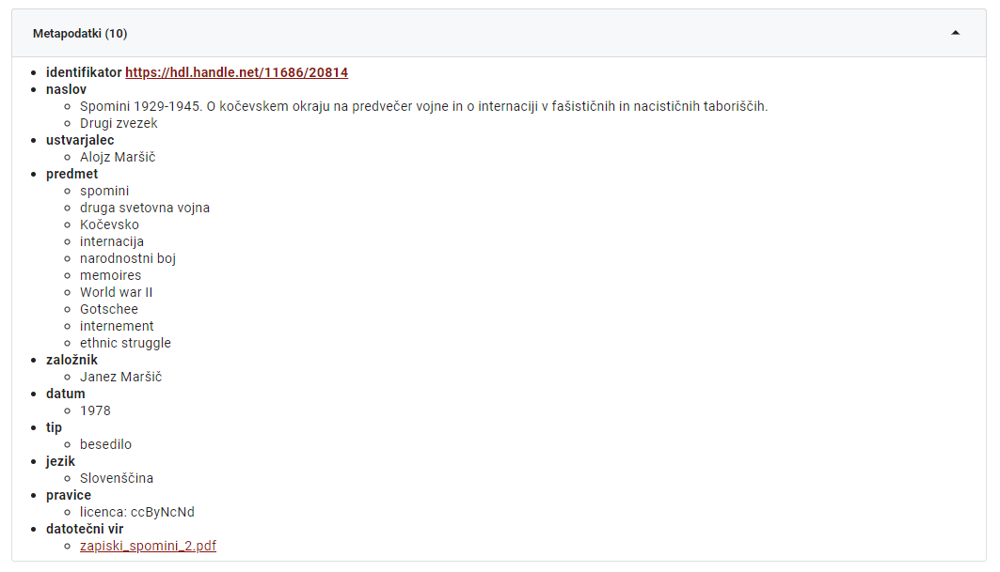 Metapodatki (10)
identifikator https://hdl.handle.net/11686/20814
naslov
Spomini 1929-1945. O kočevskem okraju na predvečer vojne in o internaciji v fašističnih in nacističnih taboriščih.
Drugi zvezek
ustvarjalec
Alojz Maršič
predmet
spomini
druga svetovna vojna
Kočevsko
internacija
narodnostni boj
memoires
World war II
Gotschee
internement
ethnic struggle
založnik
Janez Maršič
datum
1978
tip
besedilo
jezik
Slovenščina
pravice
licenca: ccByNcNd
datotečni vir
zapiski_spomini_2.pdf